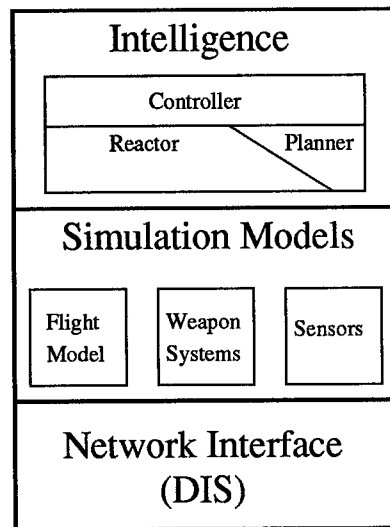 Intelligence
Controller
Reactor
Planner
Simulation Models
Flight
Model
Weapon
Systems
Sensors
Network Interface
(DIS)